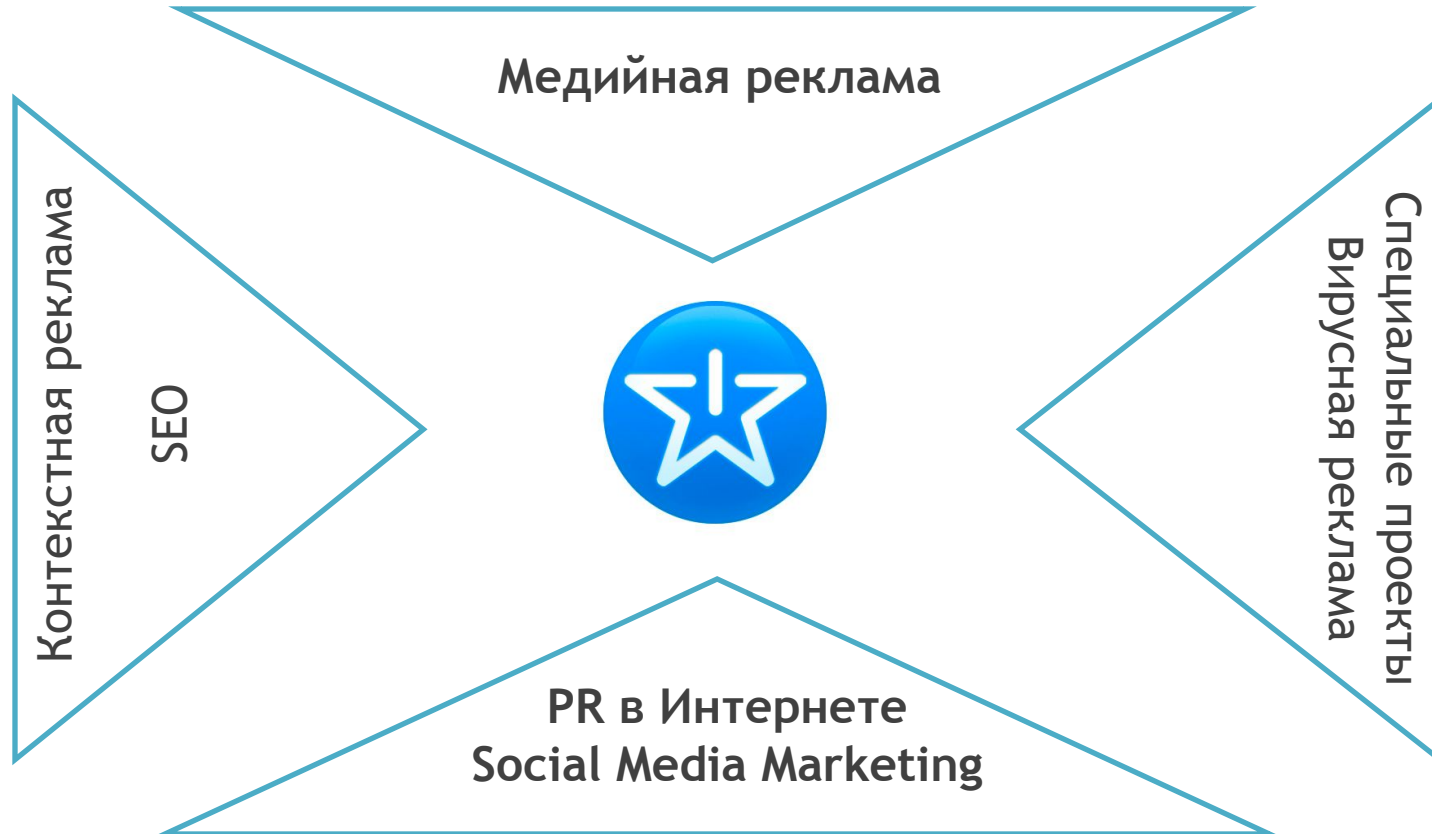 Медийная реклама
Контекстная реклама
SEO
Специальные проекты
Вирусная реклама
PR в Интернете
Social Media Marketing